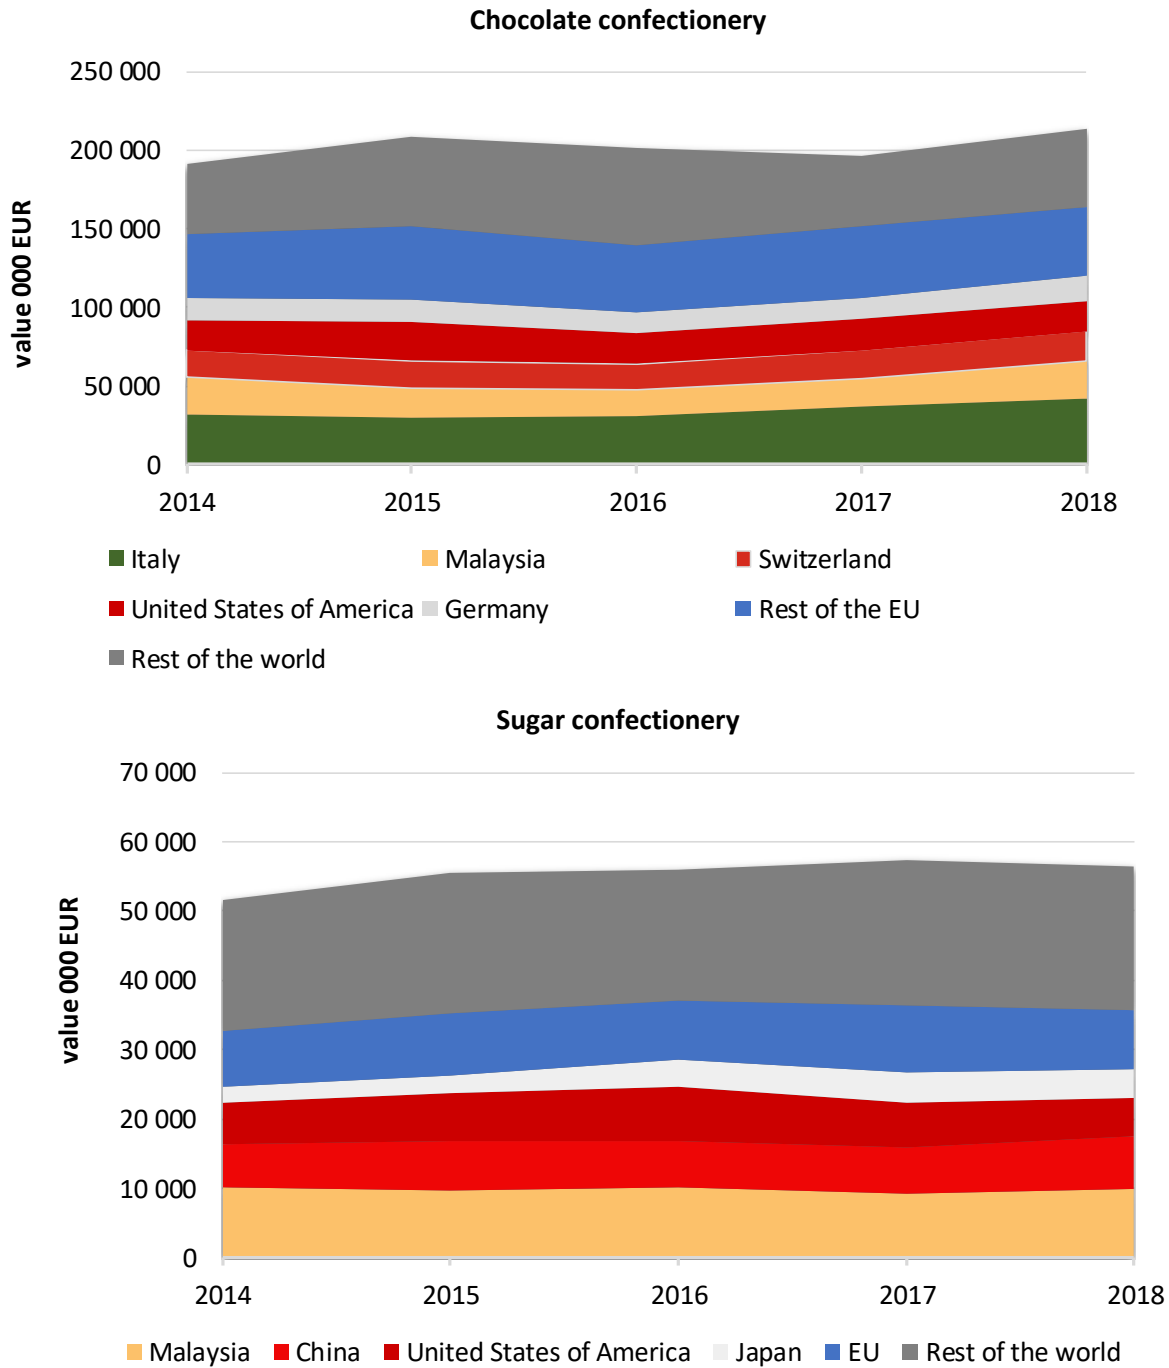 Chocolate confectionery
250 000
200 000
150 000
100 000
50 000
0
value 000 EUR
2014 2015 2016 2017 2018
Italy Malaysia Switzerland
United States of America Germany Rest of the EU
Rest of the world
Sugar confectionery
70 000
60 000
50 000
40 000
30 000
20 000
10 000
0
value 000 EUR
2014 2015 2016 2017 2018
Malaysia China United States of America Japan EU Rest of the world